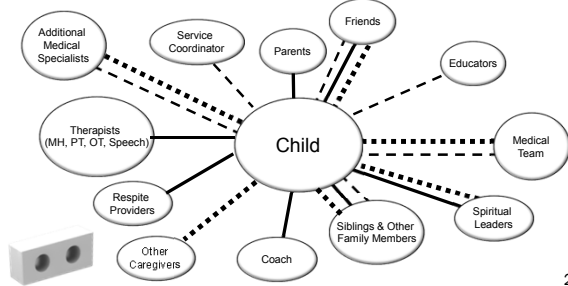 Friends
Additional
Medical
Specialists
Service
Coordinator
Parents
Educators
Child
Therapists
(MH, PT, OT, Speech)
Medical
Team
Respite
Providers
Spiritual
Leaders
Siblings & Other
Family Members
Other
Caregivers
Coach
2